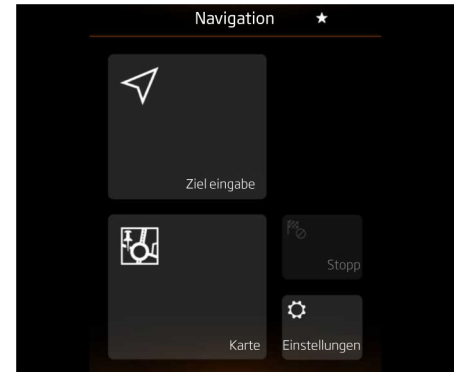 Navigation
Ziel eingabe
Stopp
Karte
Einstellungen